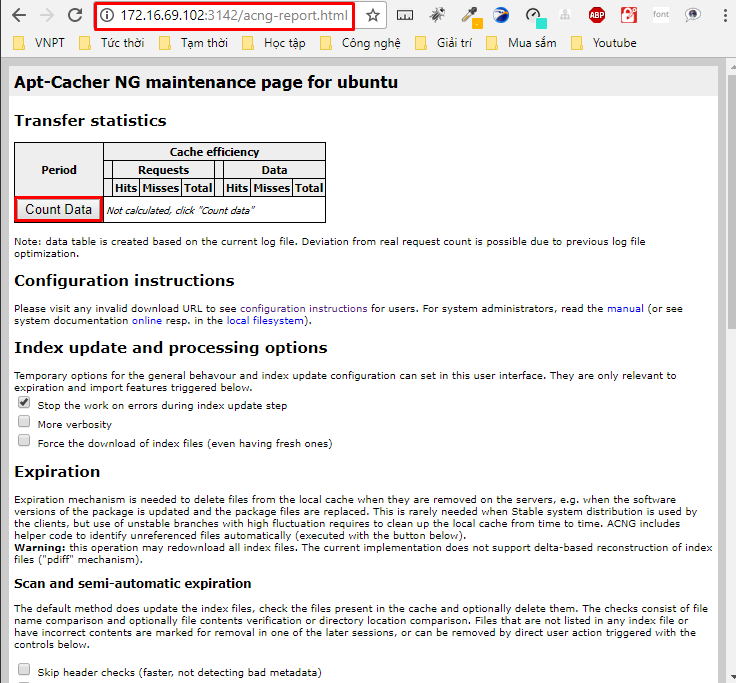 172.16.69.102:3142/acng-report.html
ABP
font
VNPT
Tức thời
Tạm thời
Học tập
Công nghệ
Giải trí
Mua sắm
Youtube
Apt-Cacher NG maintenance page for ubuntu
Transfer statistics
Period
Cache efficiency
Requests Data
Hits Misses Total Hits Misses Total
Count Data Not calculated, click "Count data"
Note: data table is created based on the current log file. Deviation from real request count is possible due to previous log file
optimization.
Configuration instructions
Please visit any invalid download URL to see configuration instructions for users. For system administrators, read the manual (or see
system documentation online resp. in the local filesystem).
Index update and processing options
Temporary options for the general behavour and index update configuration can set in this user interface. They are only relevant to
expiration and import features triggered below.
Stop the work on errors during index update step
More verbosity
Force the download of index files (even having fresh ones)
Expiration
Expiration mechanism is needed to delete files from the local cache when they are removed on the servers, e.g. when the software
versions of the package is updated and the package files are replaced. This is rarely needed when Stable system distribution is used by
the clients, but use of unstable branches with high fluctuation requires to clean up the local cache from time to time. ACNG includes
helper code to identify unreferenced files automatically (executed with the button below).
Warning: this operation may redownload all index files. The current implementation does not support delta-based reconstruction of index
files ("pdiff" mechanism).
Scan and semi-automatic expiration
The default method does update the index files, check the files present in the cache and optionally delete them. The checks consist of file
name comparison and optionally file contents verification or directory location comparison. Files that are not listed in any index file or
have incorrect contents are marked for removal in one of the later sessions, or can be removed by direct user action triggered with the
controls below.
Skip header checks (faster, not detecting bad metadata)